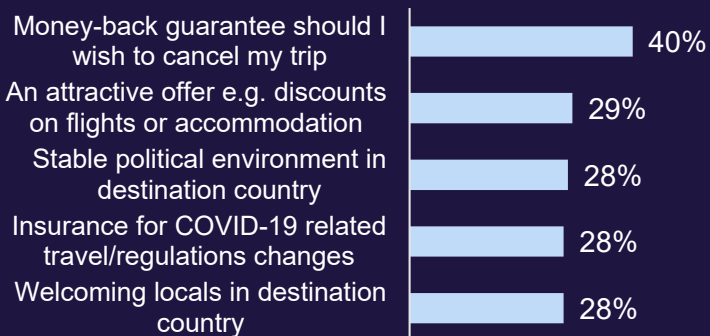 Money-back guarantee should I
wish to cancel my trip
40%
An attractive offer e.g. discounts
on flights or accommodation
29%
Stable political environment in
destination country
28%
Insurance for COVID-19 related
travel/regulations changes
28%
Welcoming locals in destination
country
28%